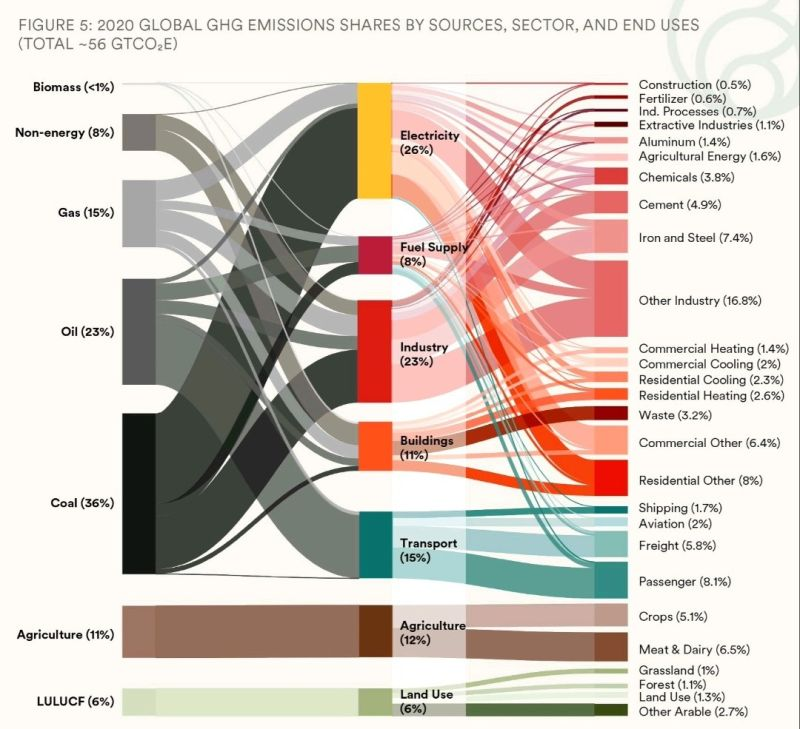 FIGURE 5: 2020 GLOBAL GHG EMISSIONS SHARES BY SOURCES, SECTOR, AND END USES
(TOTAL ~56 GTCO₂E)
Biomass (<1%)
Non-energy (8%)
Gas (15%)
Oil (23%)
Coal (36%)
Agriculture (11%)
LULUCF (6%)
Electricity
(26%)
Fuel Supply
(8%)
Industry
(23%)
Buildings
(11%)
Transport
(15%)
Agriculture
(12%)
Land Use
(6%)
Construction (0.5%)
Fertilizer (0.6%)
Ind. Processes (0.7%)
Extractive Industries (1.1%)
Aluminum (1.4%)
Agricultural Energy (1.6%)
Chemicals (3.8%)
Cement (4.9%)
Iron and Steel (7.4%)
Other Industry (16.8%)
Commercial Heating (1.4%)
Commercial Cooling (2%)
Residential Cooling (2.3%)
Residential Heating (2.6%)
Waste (3.2%)
Commercial Other (6.4%)
Residential Other (8%)
Shipping (1.7%)
Aviation (2%)
Freight (5.8%)
Passenger (8.1%)
Crops (5.1%)
Meat & Dairy (6.5%)
Grassland (1%)
Forest (1.1%)
Land Use (1.3%)
Other Arable (2.7%)